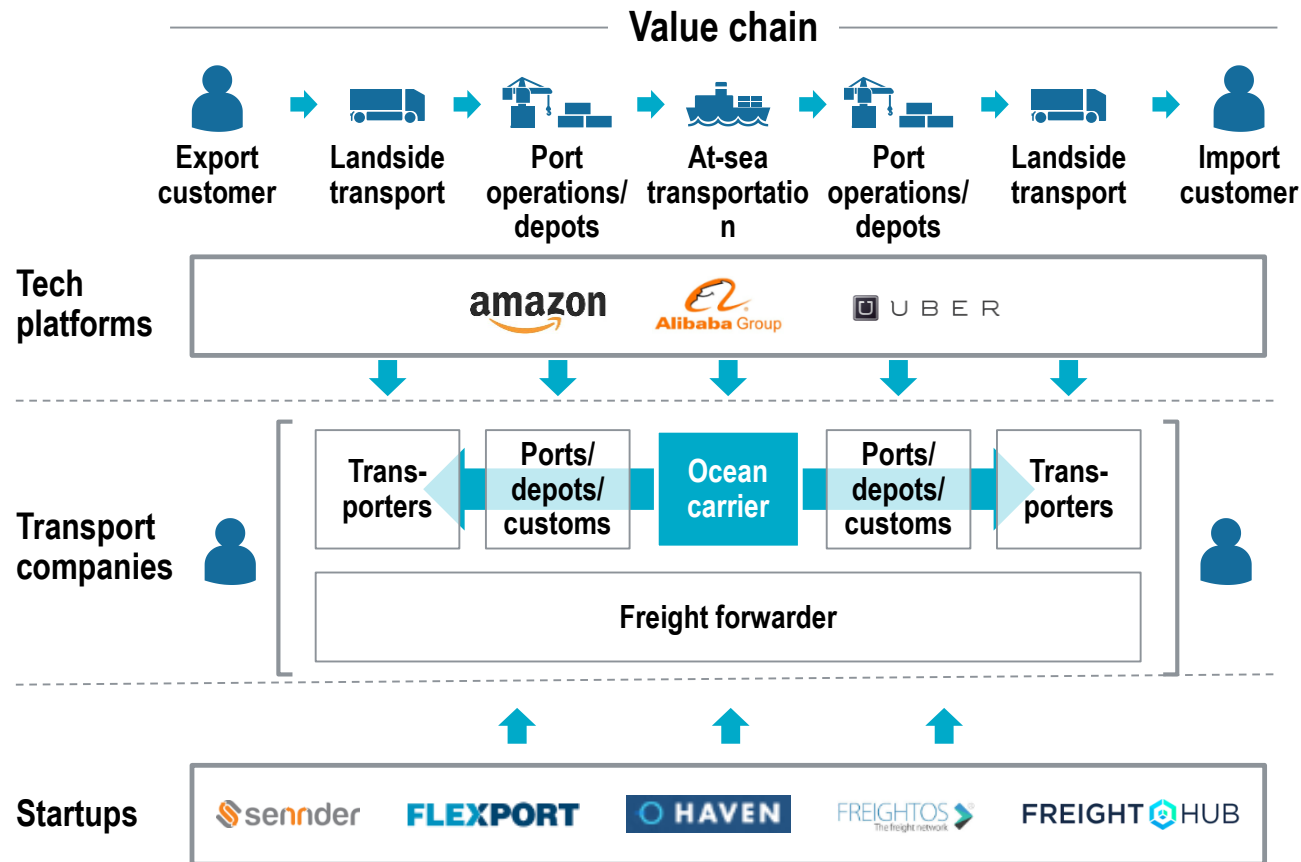 Value chain
Export
customer
Landside
transport
Port
operations/
depots
At-sea
transportatio
n
Port
operations/
depots
Landside
transport
Import
customer
Tech
platforms
amazon
Alibaba Group
U UBER
Transport
companies
Trans-
porters
Ports/
depots/
customs
Ocean
carrier
Ports/
depots/
customs
Trans-
porters
Freight forwarder
Startups
sennder
FLEXPORT
HAVEN
FREIGHTOS
The freight network
FREIGHT HUB